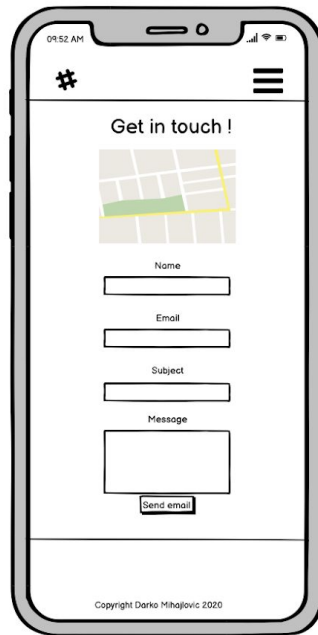 09:52 AM
#
Get in touch !
Name
Email
Subject
Message
Send email
Copyright Darko Mihajlovic 2020